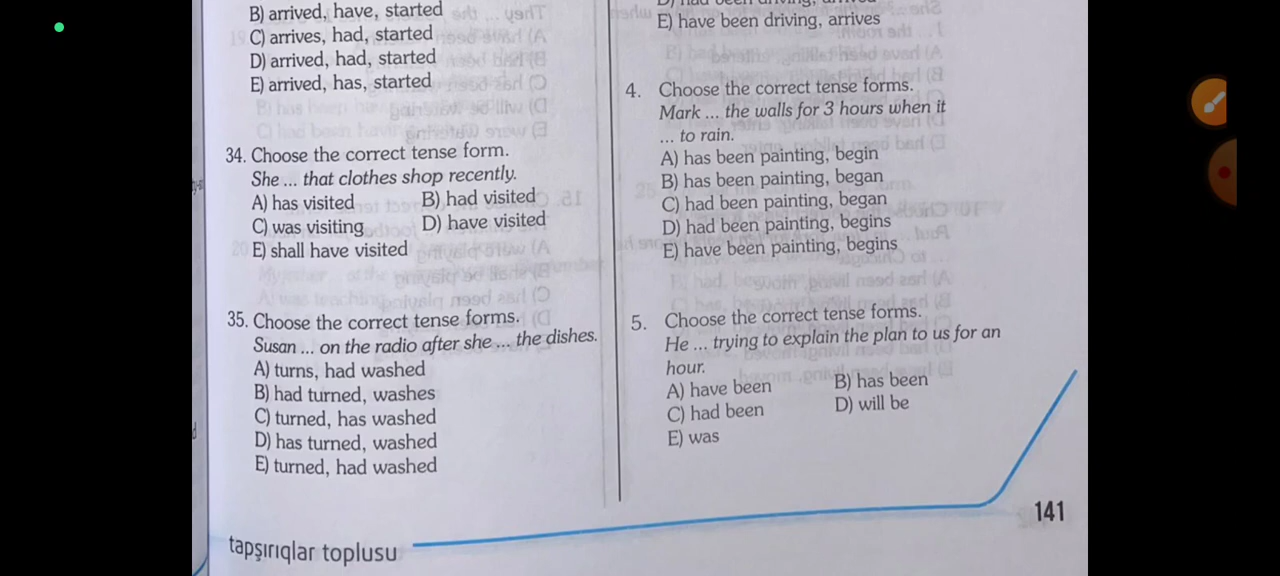 B) arrived, have, started
C) arrives, had, started
D) arrived, had, started
E) arrived, has, started
34. Choose the correct tense form.
She ... that clothes shop recently.
A) has visited B) had visited
C) was visiting D) have visited
E) shall have visited
35. Choose the correct tense forms.
Susan ... on the radio after she ... the dishes.
A) turns, had washed
B) had turned, washes
C) turned, has washed
D) has turned, washed
E) turned, had washed
E) have been driving, arrives
4. Choose the correct tense forms.
Mark ... the walls for 3 hours when it
... to rain.
A) has been painting, begin
B) has been painting, began
C) had been painting, began
D) had been painting, begins
E) have been painting, begins
5. Choose the correct tense forms.
He ... trying to explain the plan to us for an
hour.
A) have been B) has been
C) had been D) will be
E) was
141
tapşırıqlar toplusu